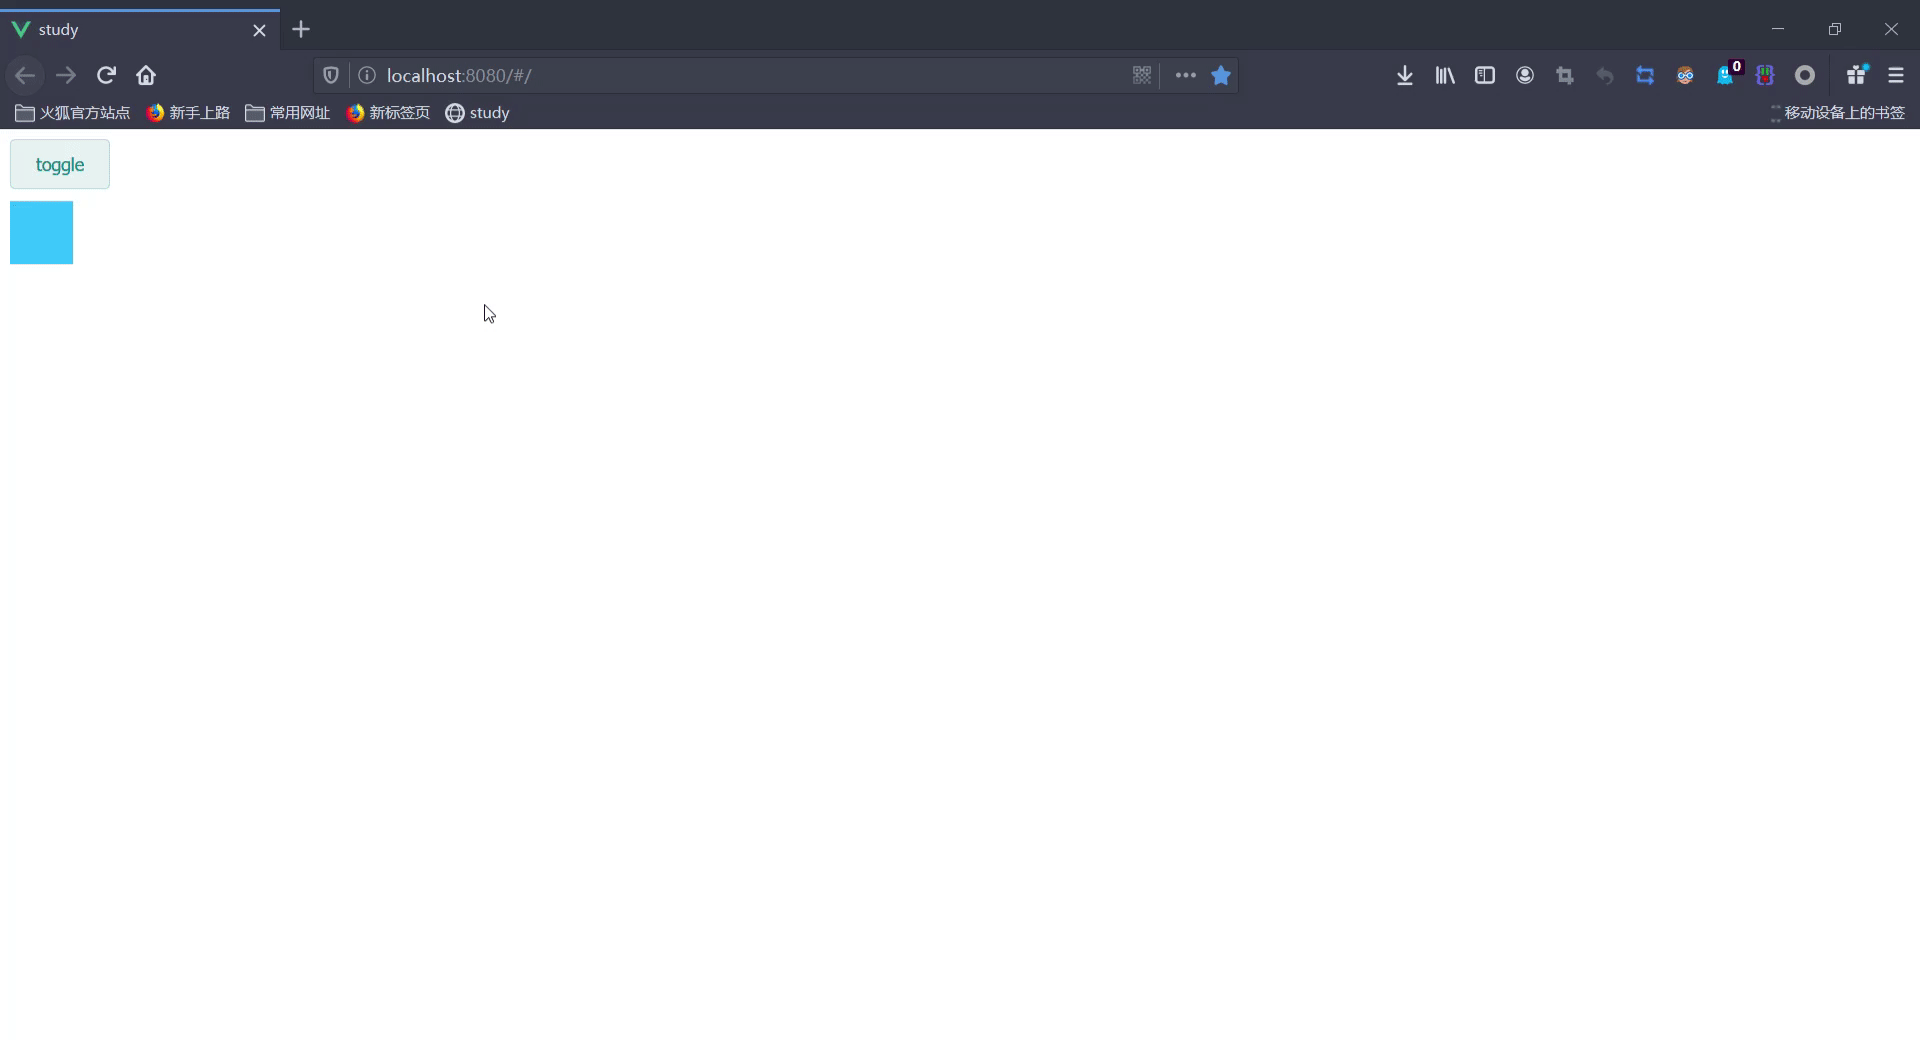 study
localhost:8080/#/
0
火狐官方站点 新手上路 常用网址 新标签页 study 移动设备上的书签
toggle